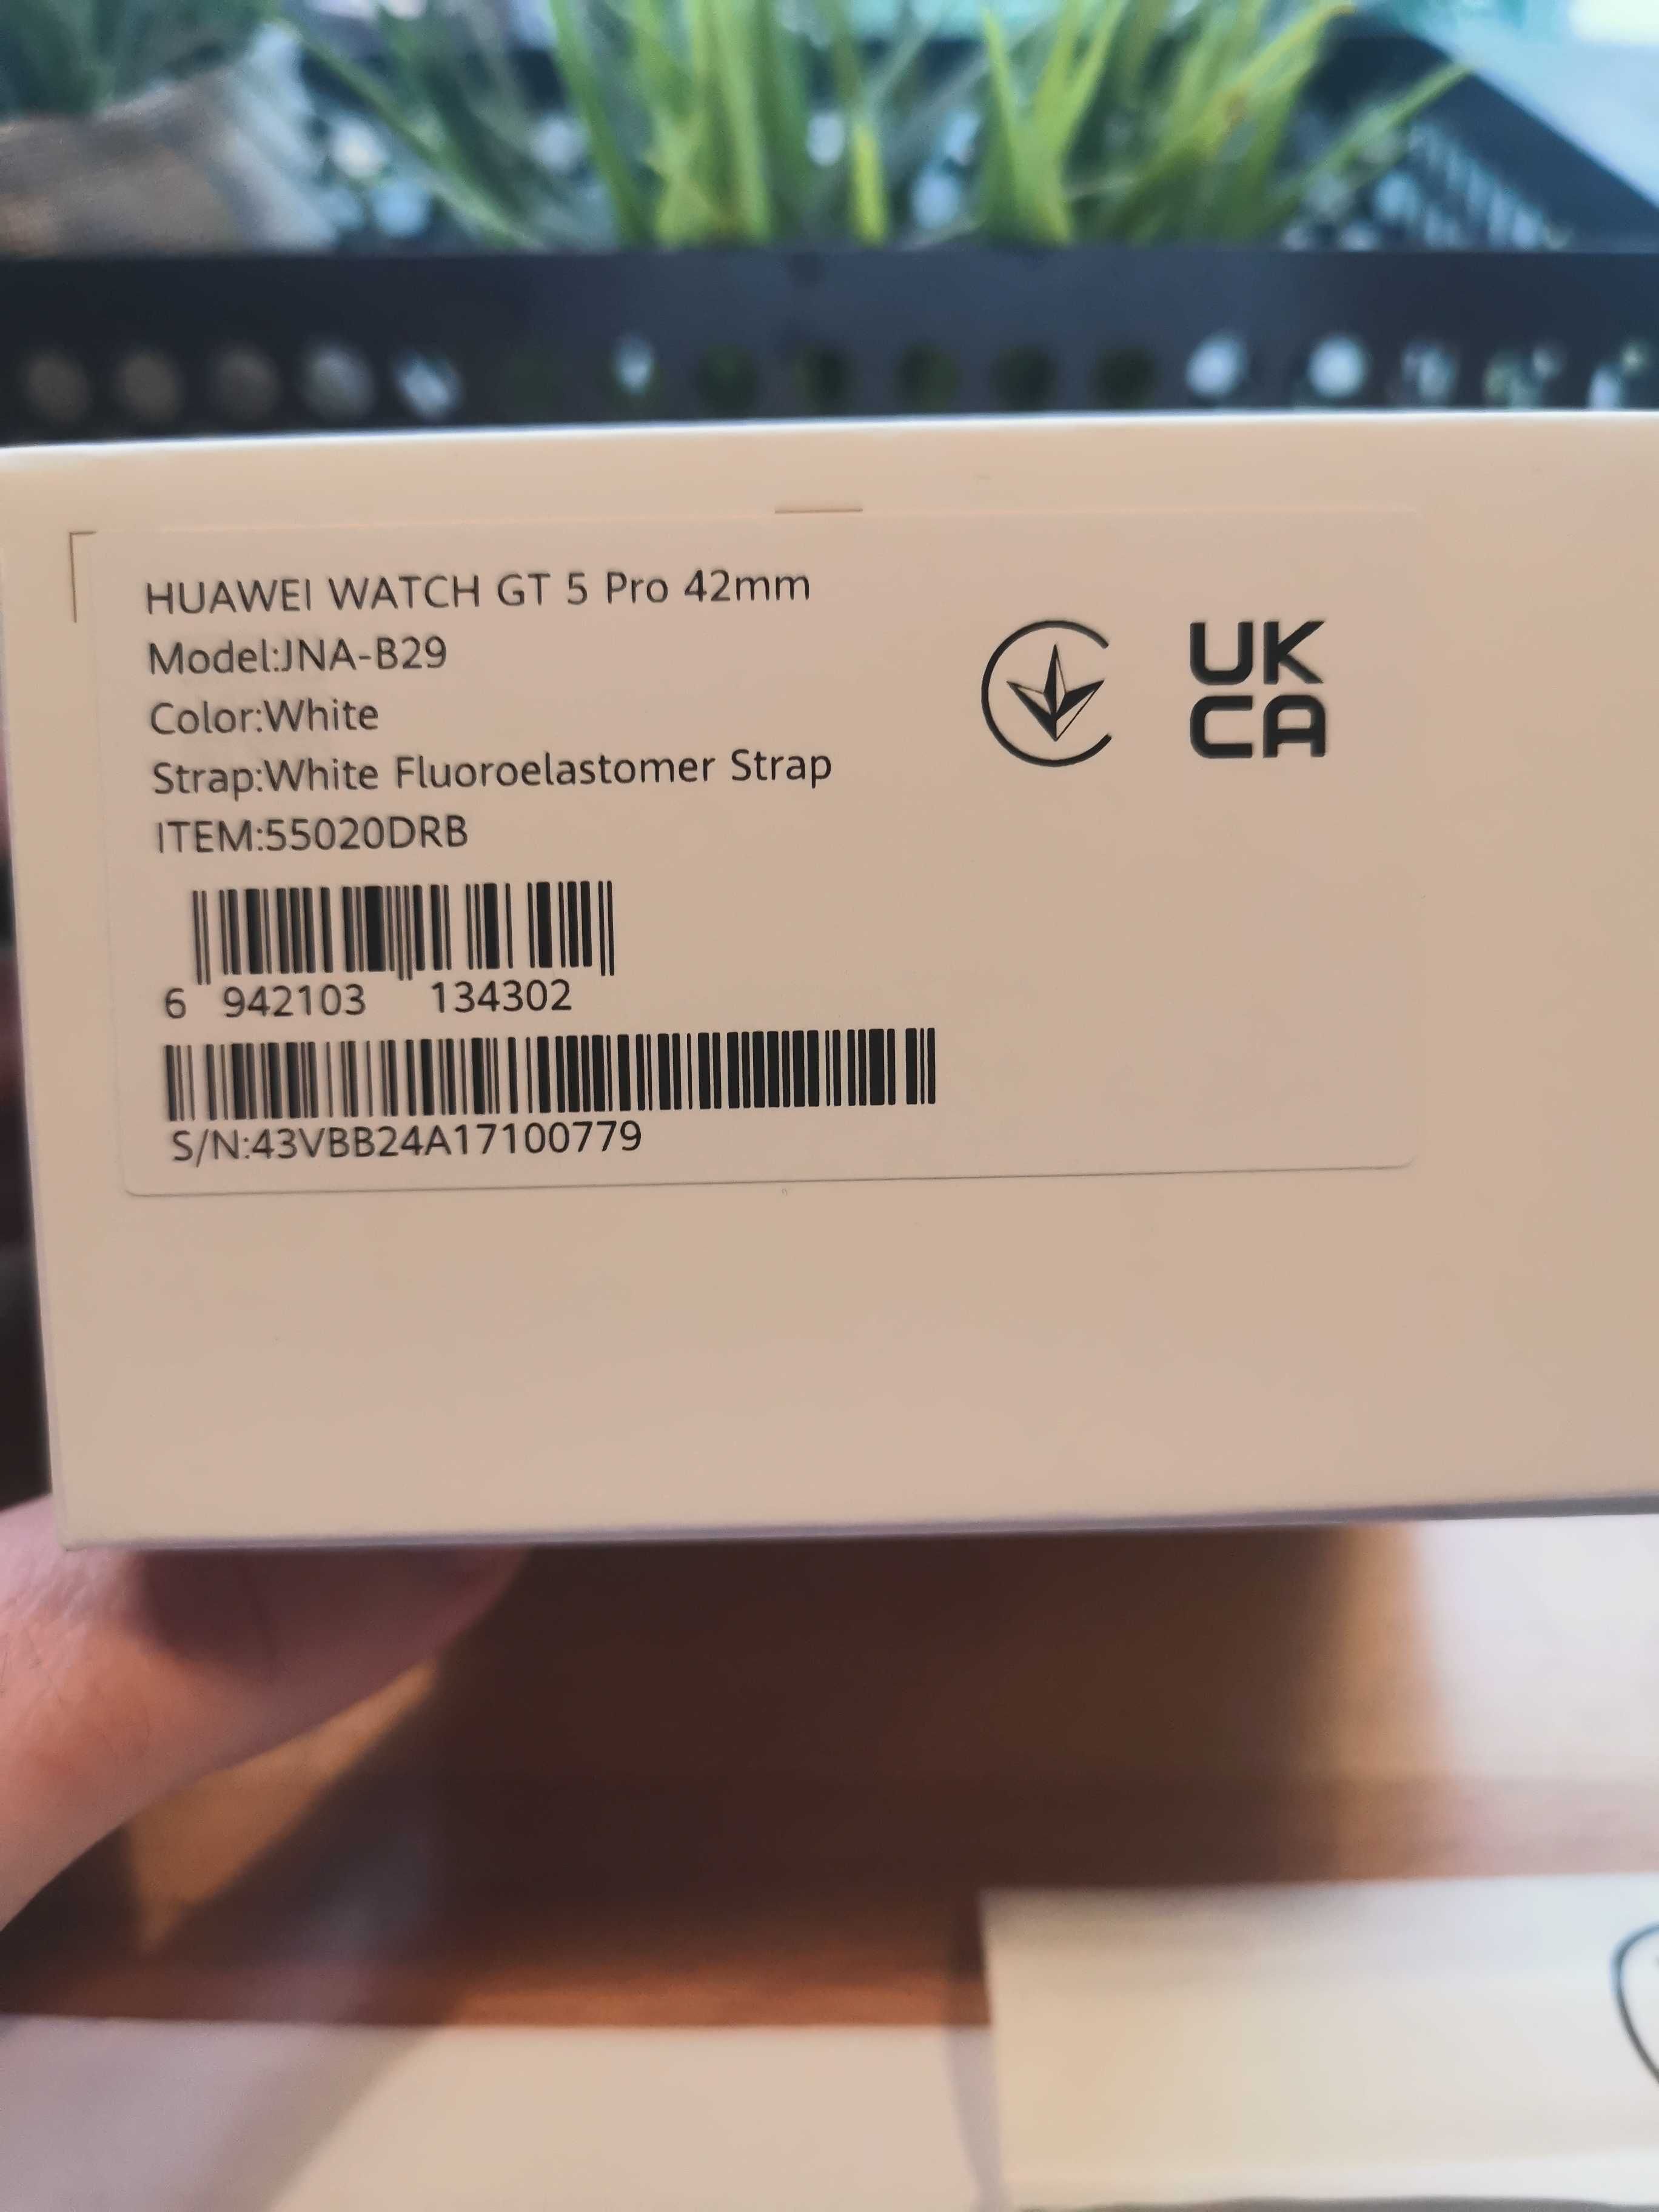 HUAWEI WATCH GT 5 Pro 42mm
Model:JNA-B29
Color:White
Strap:White Fluoroelastomer Strap
ITEM:55020DRB
6 942103 134302
S/N:43VBB24A17100779
UK
CA